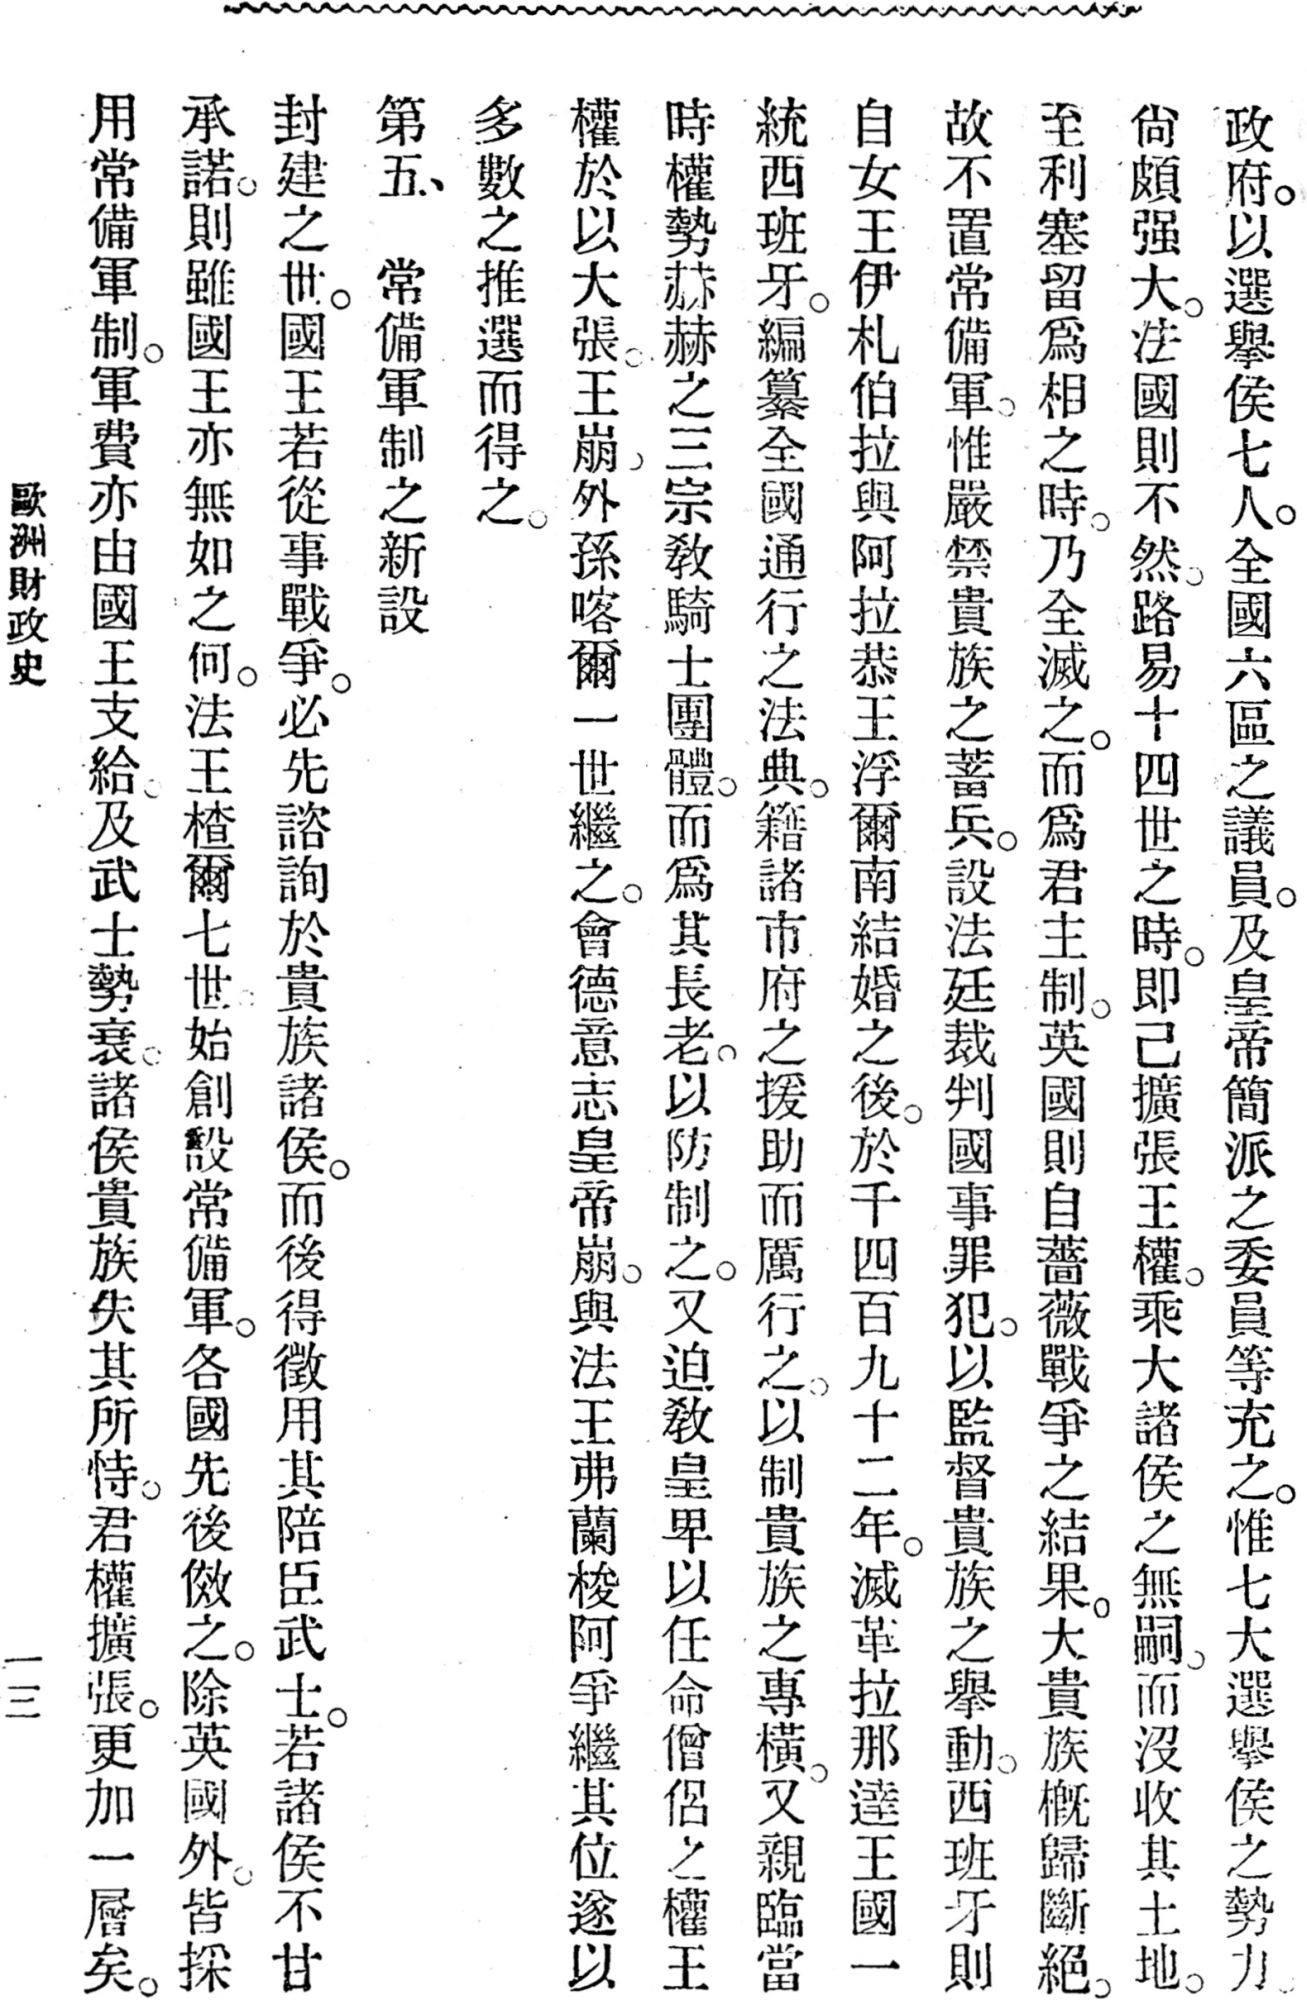 政府。以選擧侯七人。全國六區之議員。及皇帝簡派之委員等充之。惟七大選擧侯之勢力。
尙頗强大。法國則不然。路易十四世之時。即己擴張王權。乘大諸侯之無嗣。而沒收其土地。
至利塞留爲相之時。乃全滅之。而爲君主制。英國則自薔薇戰爭之結果。大貴族槪歸斷絕。
故不置常備軍。惟嚴禁貴族之蓄兵。設法廷裁判國事罪犯。以監督貴族之擧動。西班牙則
自女王伊札伯拉與阿拉恭王浮爾南結婚之後。於千四百九十二年。滅革拉那達王國一
統西班牙。編纂全國通行之法典。籍諸市府之援助而厲行之。以制貴族之專橫。又親臨當
時權勢赫赫之三宗敎騎士團體。而爲其長老。以防制之。又迫敎皇畀以任命僧侶之權王
權於以大張。王崩。外孫喀爾一世繼之。會德意志皇帝崩。與法王弗蘭梭阿爭繼其位遂以
多數之推選而得之。
第五、　常備軍制之新設
封建之世。國王若從事戰爭。必先諮詢於貴族諸侯。而後得徵用其陪臣武士。若諸侯不甘
承諾。則雖國王亦無如之何。法王楂爾七世。始創設常備軍。各國先後傚之。除英國外。皆採
用常備軍制。軍費亦由國王支給。及武士勢衰。諸侯貴族失其所恃。君權擴張。更加一層矣。
歐洲財政史
一三